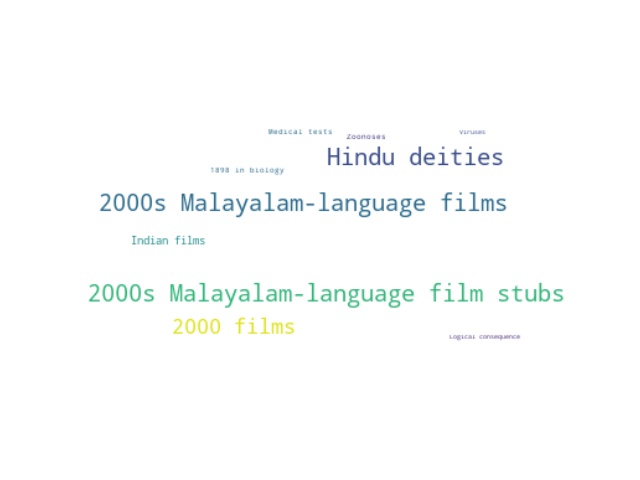 Medical tests
Zoonoses
Viruses
Hindu deities
1898 in biology
2000s Malayalam-language films
Indian films
2000s Malayalam-language film stubs
2000 films
Logical consequence